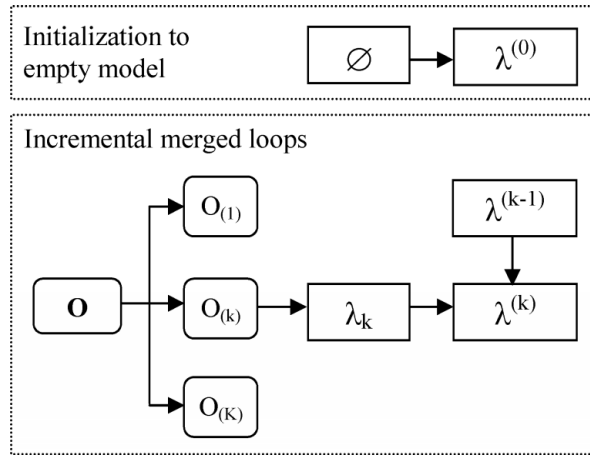 Initialization to
empty model
∅
λ⁽⁰⁾
Incremental merged loops
O₍₁₎
λ⁽ᵏ⁻¹⁾
O
O₍ₖ₎
λₖ
λ⁽ᵏ⁾
O₍K₎